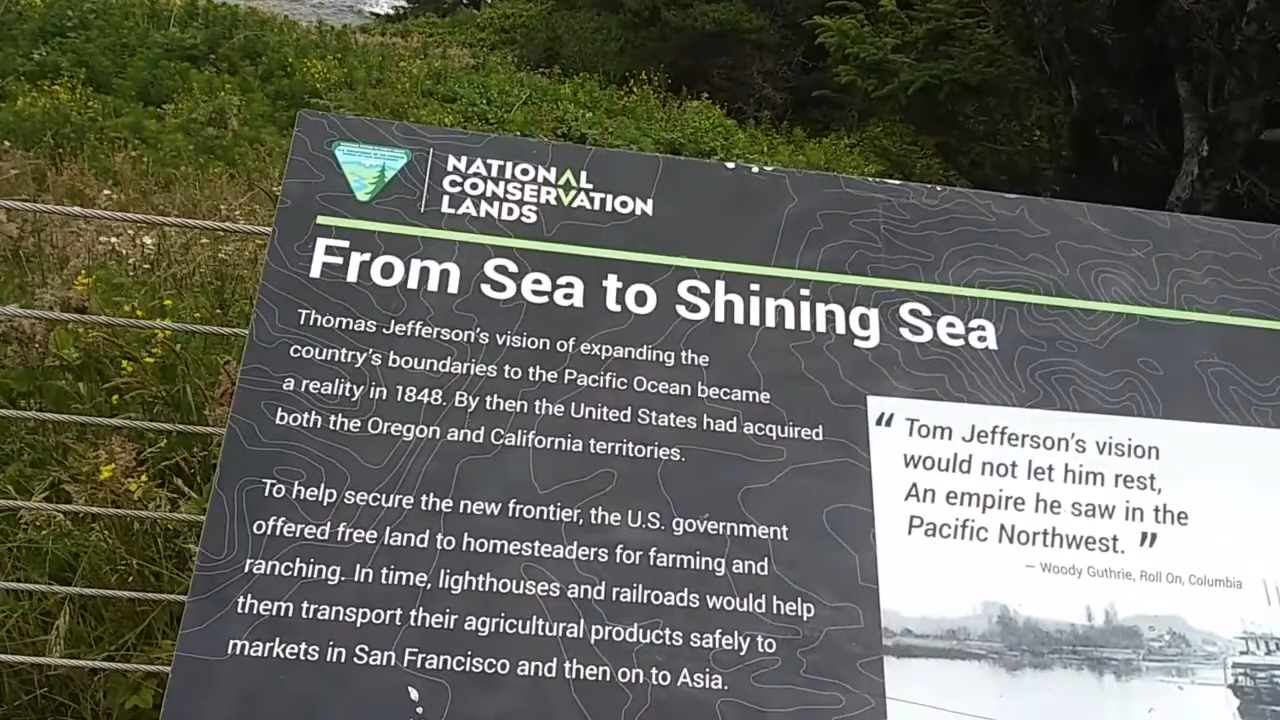 NATIONAL
CONSERVATION
LANDS
From Sea to Shining Sea
Thomas Jefferson's vision of expanding the
country's boundaries to the Pacific Ocean became
a reality in 1848. By then the United States had acquired
both the Oregon and California territories.
To help secure the new frontier, the U.S. government
offered free land to homesteaders for farming and
ranching. In time, lighthouses and railroads would help
them transport their agricultural products safely to
markets in San Francisco and then on to Asia.
“ Tom Jefferson's vision
would not let him rest,
An empire he saw in the
Pacific Northwest. ”
— Woody Guthrie, Roll On, Columbia